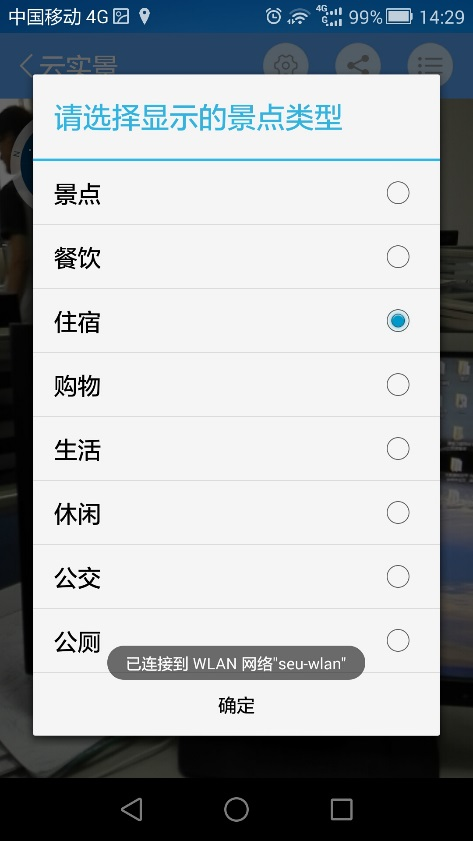 中国移动 4G 99% 14:29
云实景
请选择显示的景点类型
景点
餐饮
住宿
购物
生活
休闲
公交
公厕
已连接到 WLAN 网络"seu-wlan"
确定